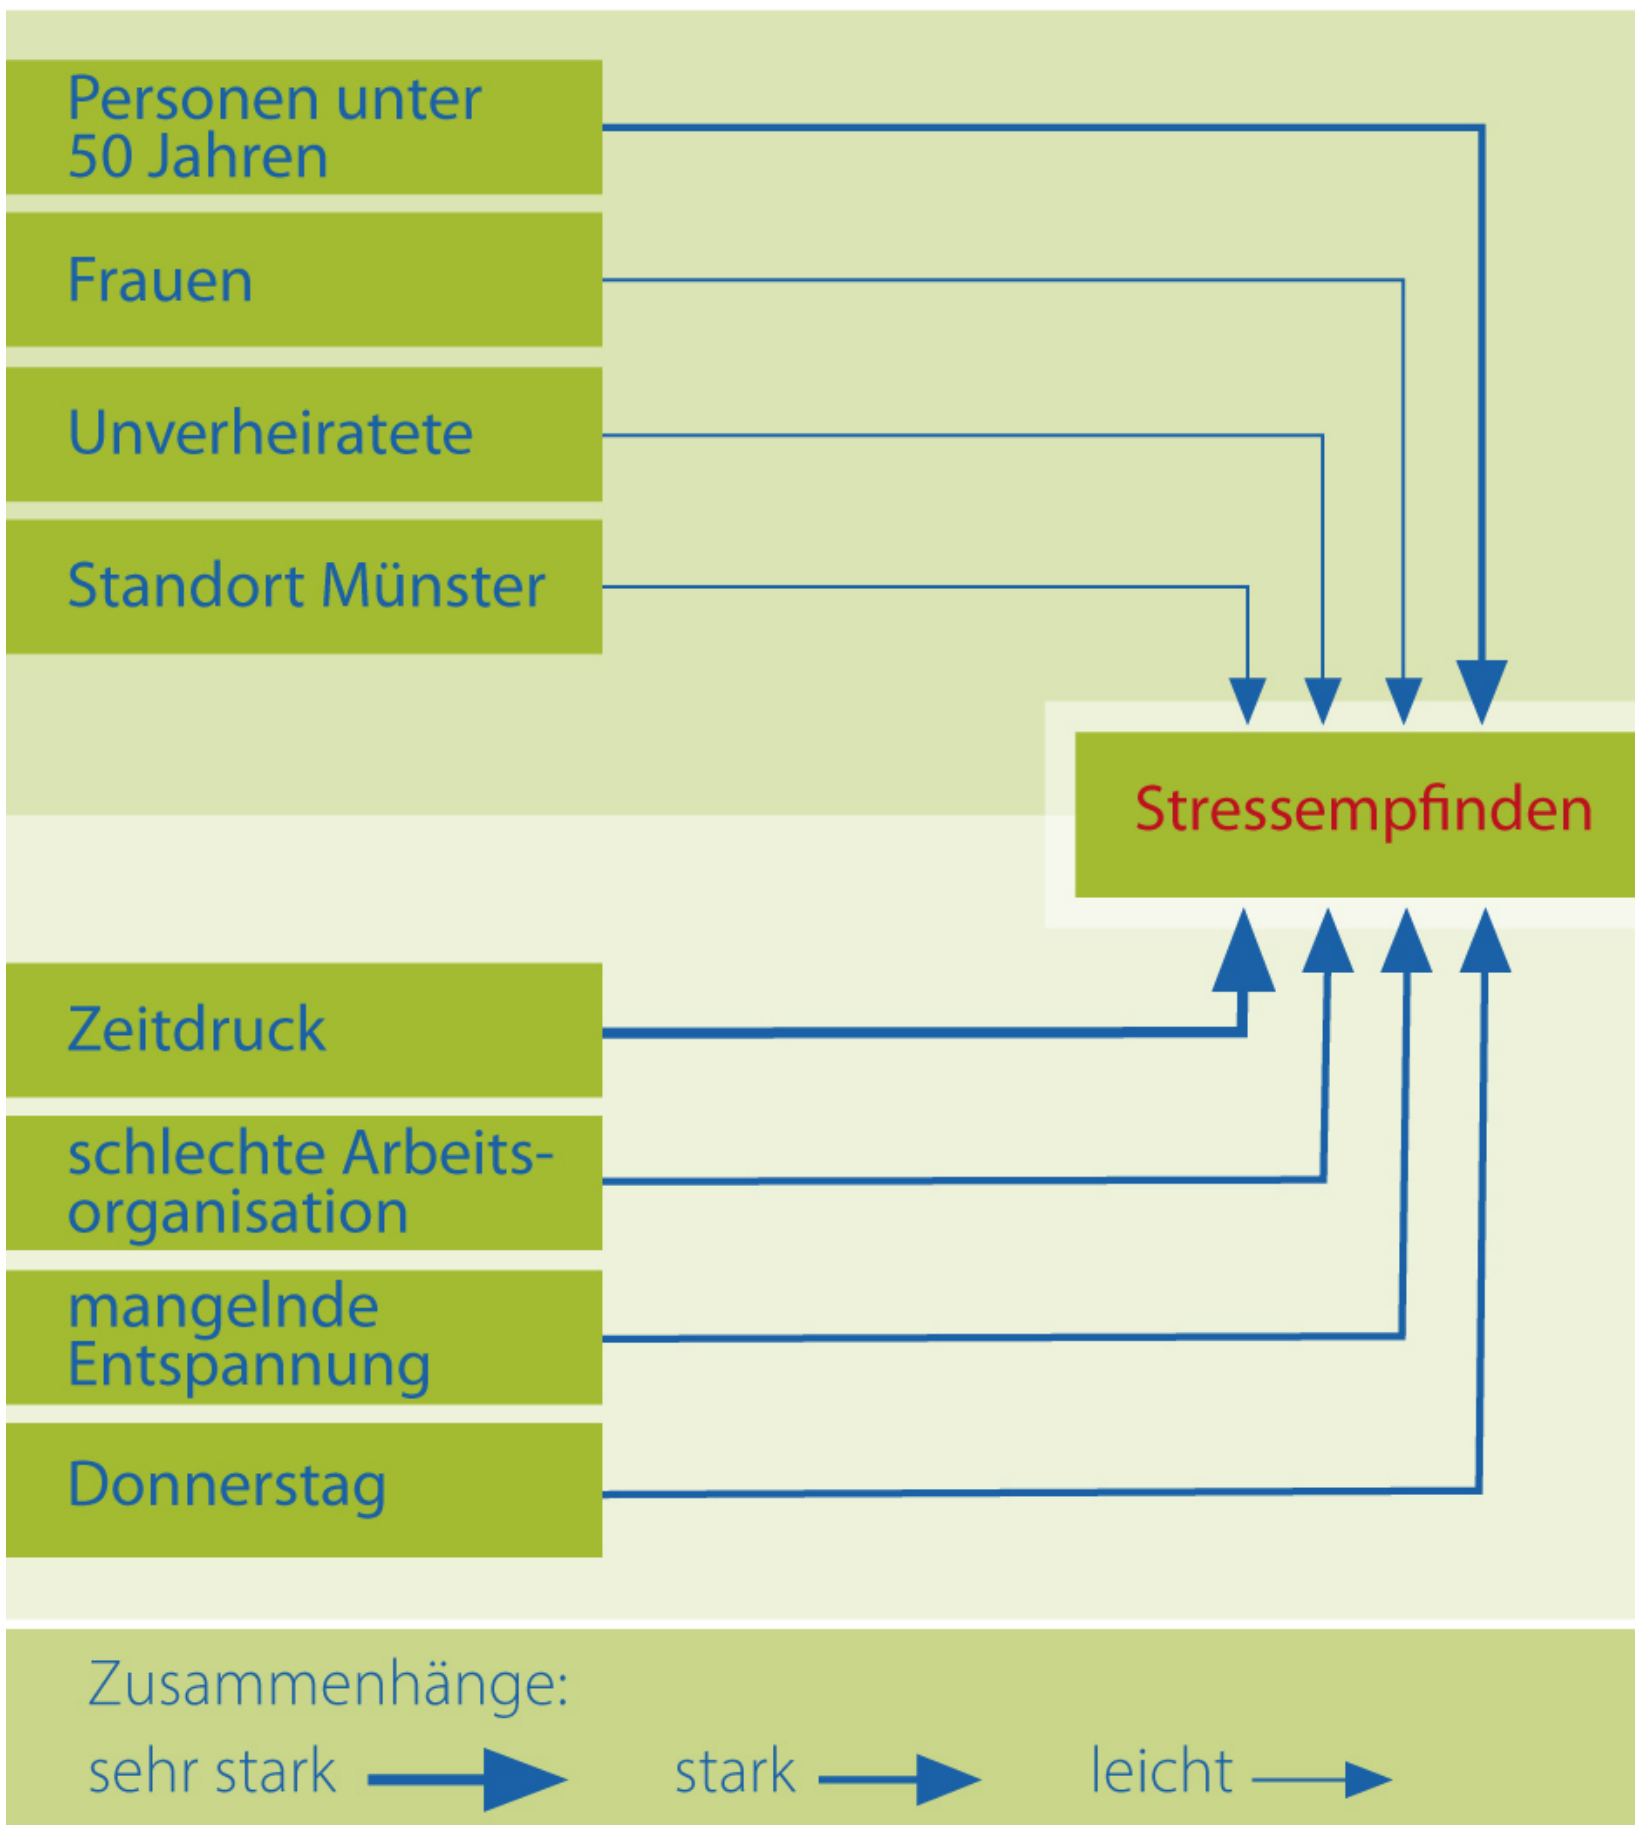 Personen unter
50 Jahren
Frauen
Unverheiratete
Standort Münster
Stressempfinden
Zeitdruck
schlechte Arbeits-
organisation
mangelnde
Entspannung
Donnerstag
Zusammenhänge:
sehr stark stark leicht